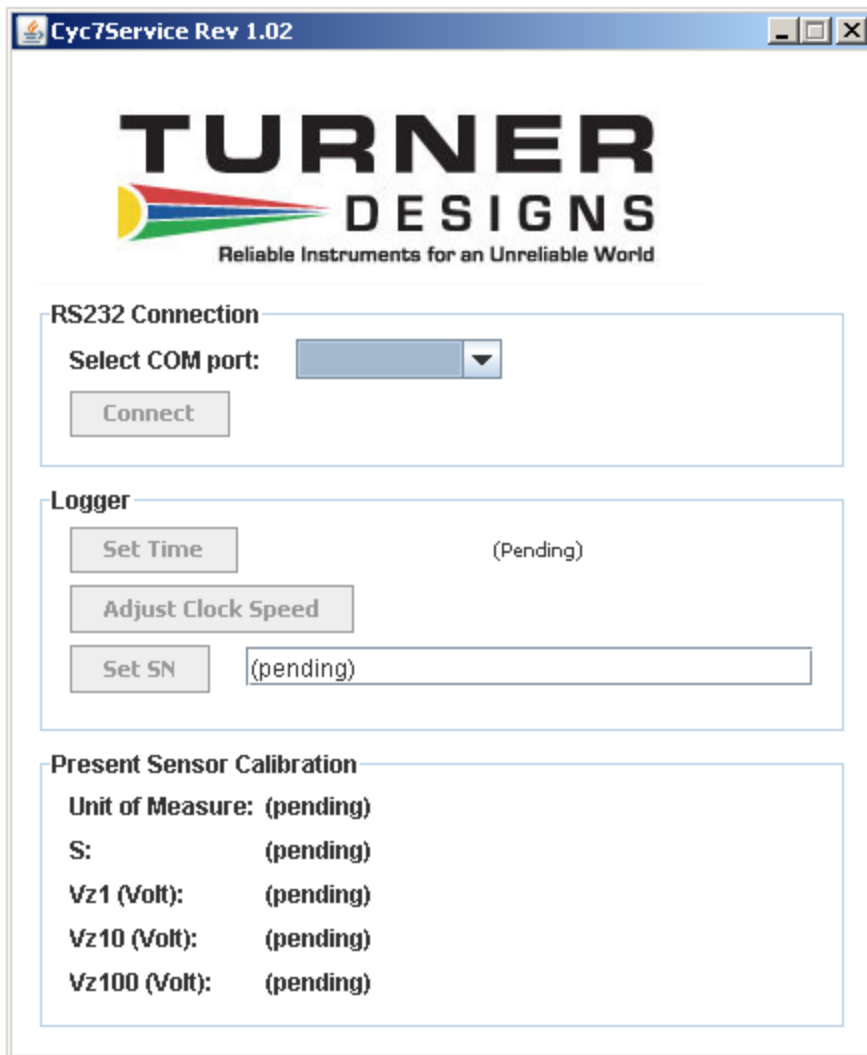 Cyc7Service Rev 1.02
TURNER
DESIGNS
Reliable Instruments for an Unreliable World
RS232 Connection
Select COM port:
Connect
Logger
Set Time (Pending)
Adjust Clock Speed
Set SN (pending)
Present Sensor Calibration
Unit of Measure: (pending)
S: (pending)
Vz1 (Volt): (pending)
Vz10 (Volt): (pending)
Vz100 (Volt): (pending)